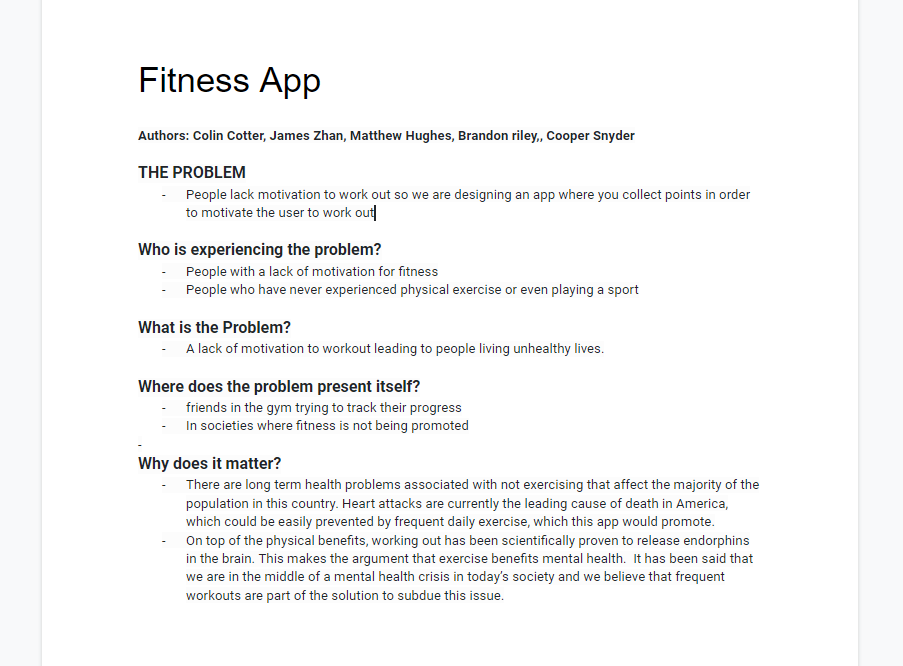 Fitness App
Authors: Colin Cotter, James Zhan, Matthew Hughes, Brandon riley,, Cooper Snyder
THE PROBLEM
- People lack motivation to work out so we are designing an app where you collect points in order
to motivate the user to work out
Who is experiencing the problem?
- People with a lack of motivation for fitness
- People who have never experienced physical exercise or even playing a sport
What is the Problem?
- A lack of motivation to workout leading to people living unhealthy lives.
Where does the problem present itself?
- friends in the gym trying to track their progress
- In societies where fitness is not being promoted
-
Why does it matter?
- There are long term health problems associated with not exercising that affect the majority of the
population in this country. Heart attacks are currently the leading cause of death in America,
which could be easily prevented by frequent daily exercise, which this app would promote.
- On top of the physical benefits, working out has been scientifically proven to release endorphins
in the brain. This makes the argument that exercise benefits mental health.  It has been said that
we are in the middle of a mental health crisis in today’s society and we believe that frequent
workouts are part of the solution to subdue this issue.